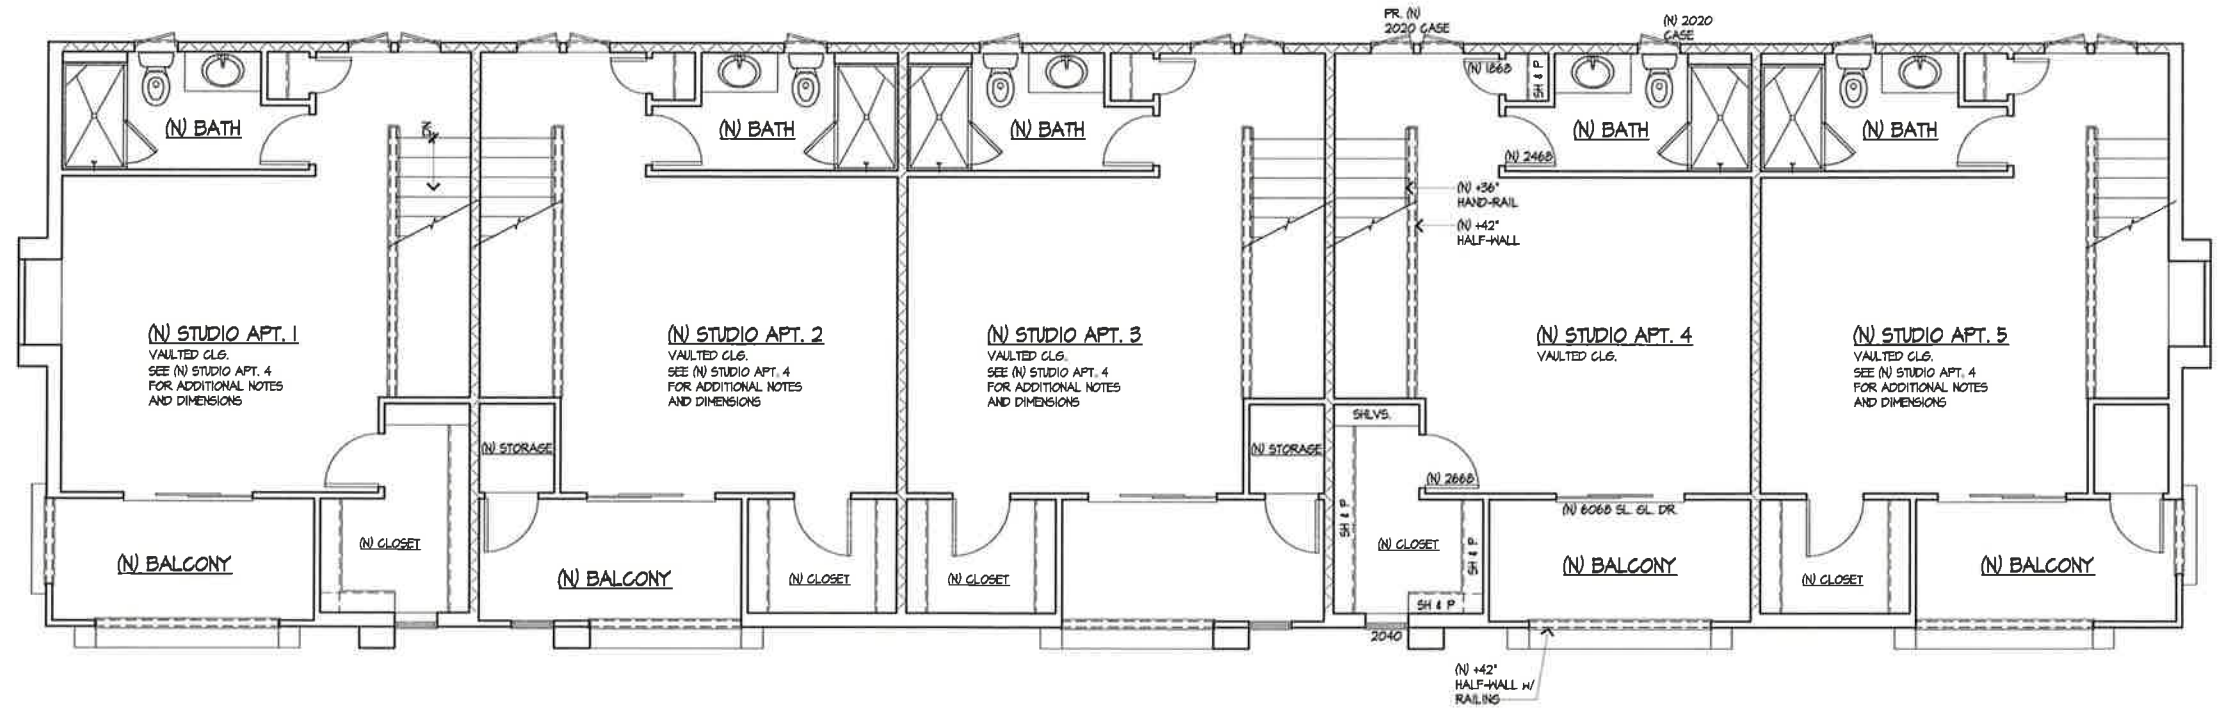 PR. (N)
2020 CASE
(N) 2020
CASE
(N) 1868
SH & P
(N) BATH
(N) BATH
(N) BATH
(N) BATH
(N) BATH
DN
(N) 2468
(N) +36"
HAND-RAIL
(N) +42"
HALF-WALL
(N) STUDIO APT. 1
VAULTED CLG.
SEE (N) STUDIO APT. 4
FOR ADDITIONAL NOTES
AND DIMENSIONS
(N) STUDIO APT. 2
VAULTED CLG.
SEE (N) STUDIO APT. 4
FOR ADDITIONAL NOTES
AND DIMENSIONS
(N) STUDIO APT. 3
VAULTED CLG.
SEE (N) STUDIO APT. 4
FOR ADDITIONAL NOTES
AND DIMENSIONS
(N) STUDIO APT. 4
VAULTED CLG.
(N) STUDIO APT. 5
VAULTED CLG.
SEE (N) STUDIO APT. 4
FOR ADDITIONAL NOTES
AND DIMENSIONS
SHLVS.
(N) STORAGE
(N) STORAGE
(N) 2668
(N) 6068 SL. GL. DR.
SH & P
SH & P
(N) CLOSET
(N) CLOSET
(N) BALCONY
(N) BALCONY
(N) CLOSET
(N) CLOSET
(N) BALCONY
(N) CLOSET
(N) BALCONY
SH & P
2040
(N) +42"
HALF-WALL W/
RAILING